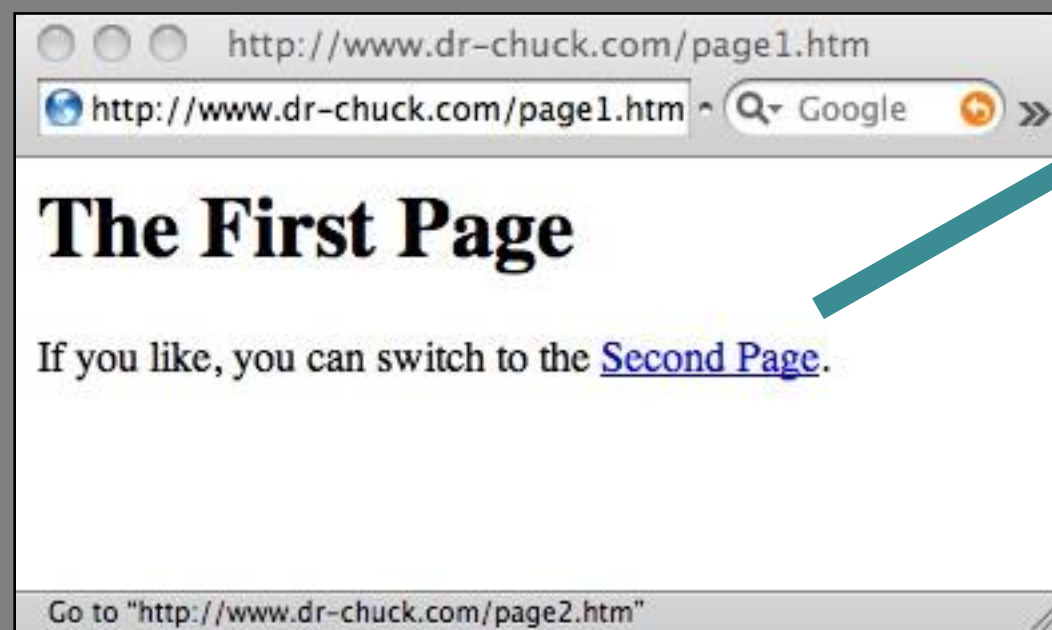 http://www.dr-chuck.com/page1.htm
http://www.dr-chuck.com/page1.htm Google
The First Page
If you like, you can switch to the Second Page.
Go to "http://www.dr-chuck.com/page2.htm"